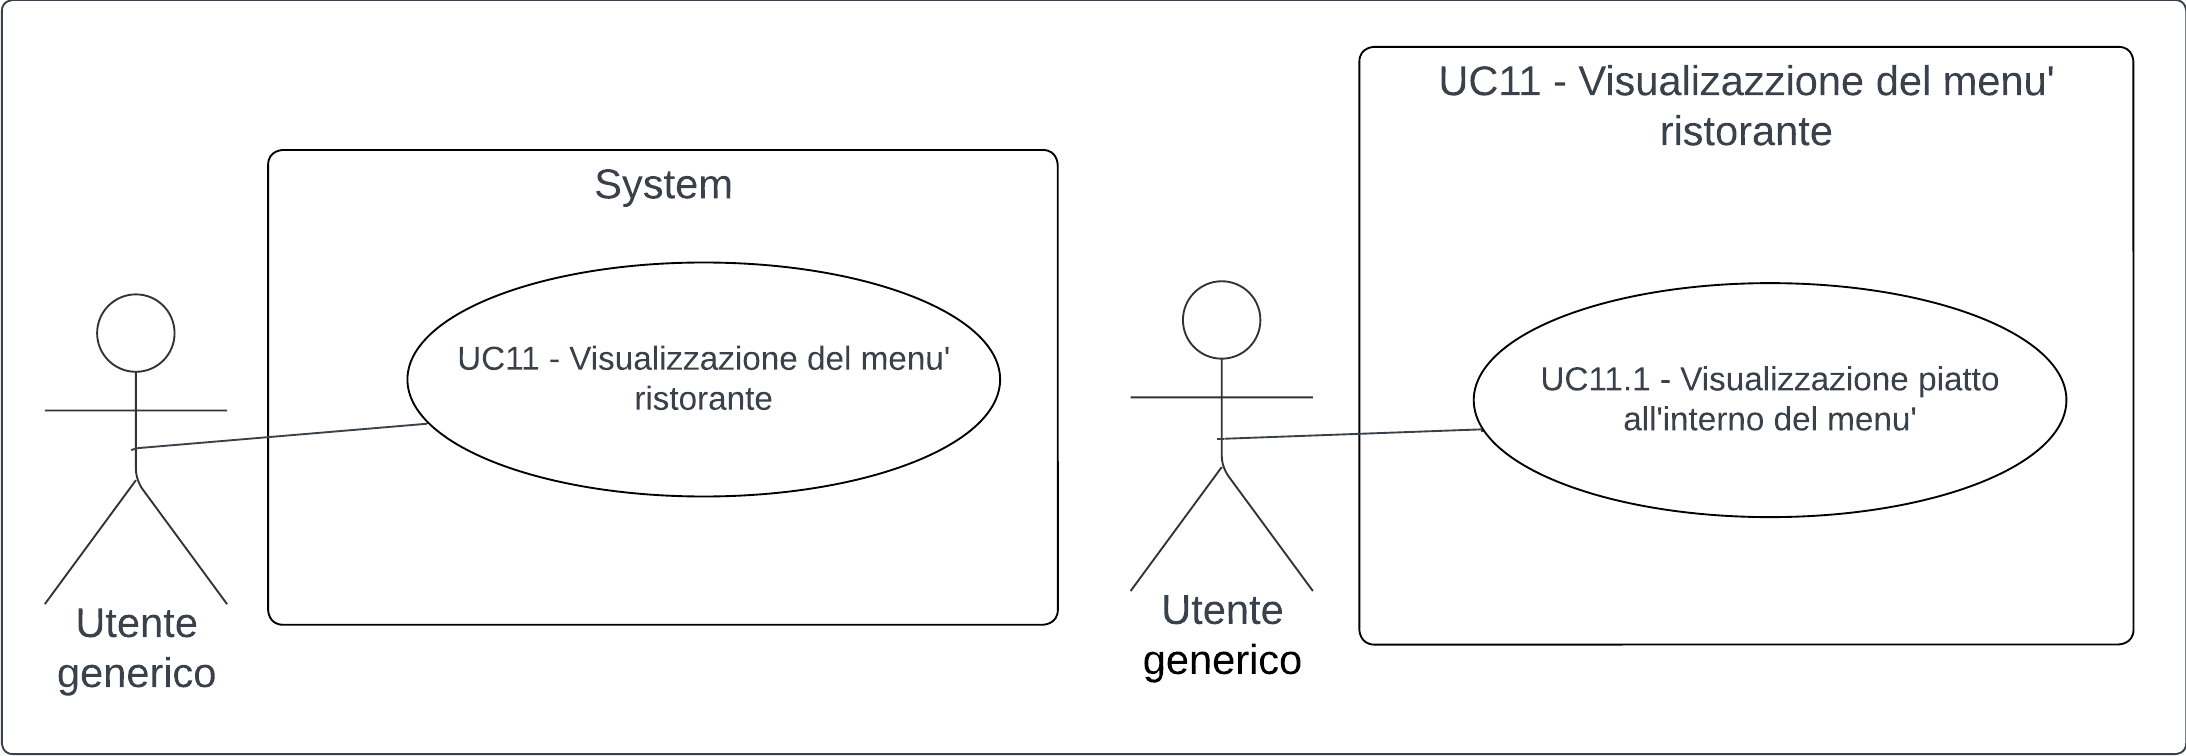 System
UC11 - Visualizzazione del menu'
ristorante
Utente
generico
UC11 - Visualizazzione del menu'
ristorante
UC11.1 - Visualizzazione piatto
all'interno del menu'
Utente
generico